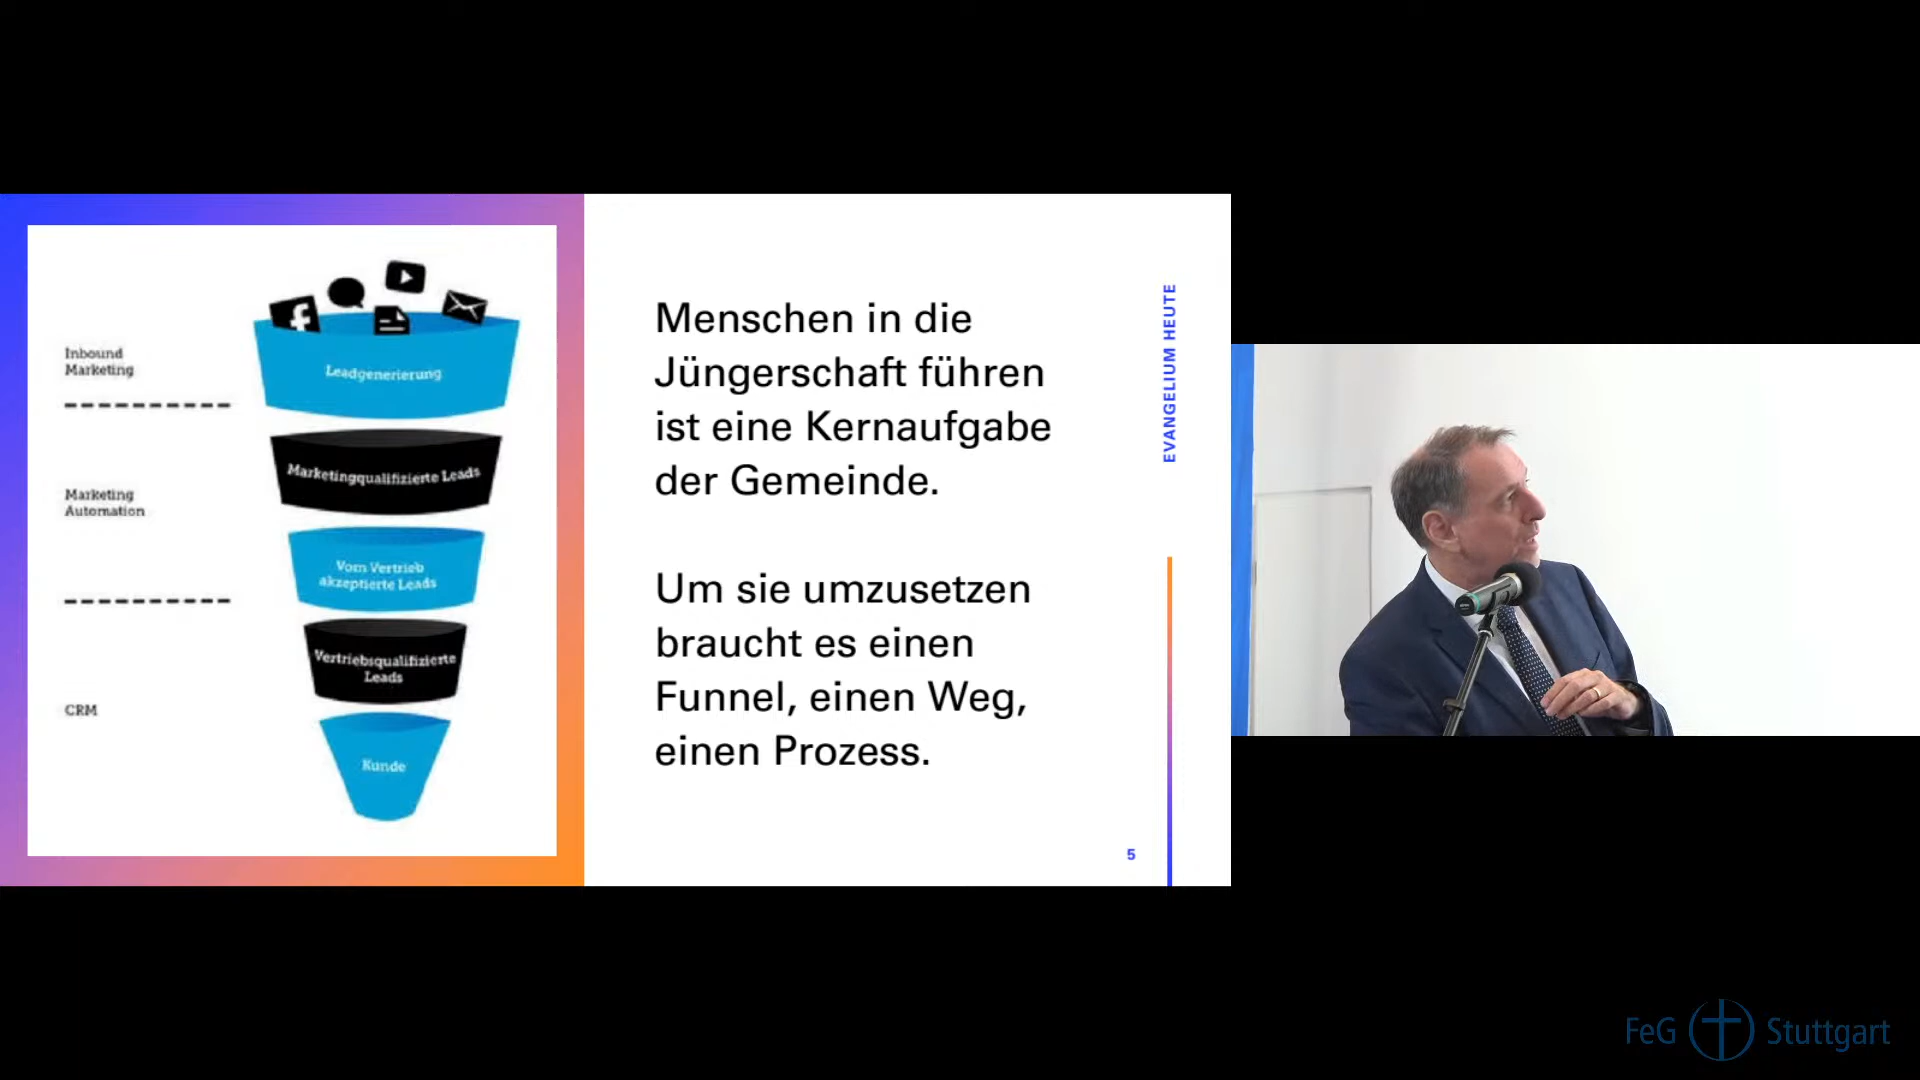 Inbound
Marketing
Leadgenerierung
Marketingqualifizierte Leads
Marketing
Automation
Vom Vertrieb
akzeptierte Leads
Vertriebsqualifizierte
Leads
CRM
Kunde
Menschen in die
Jüngerschaft führen
ist eine Kernaufgabe
der Gemeinde.
Um sie umzusetzen
braucht es einen
Funnel, einen Weg,
einen Prozess.
EVANGELIUM HEUTE
5
FeG Stuttgart